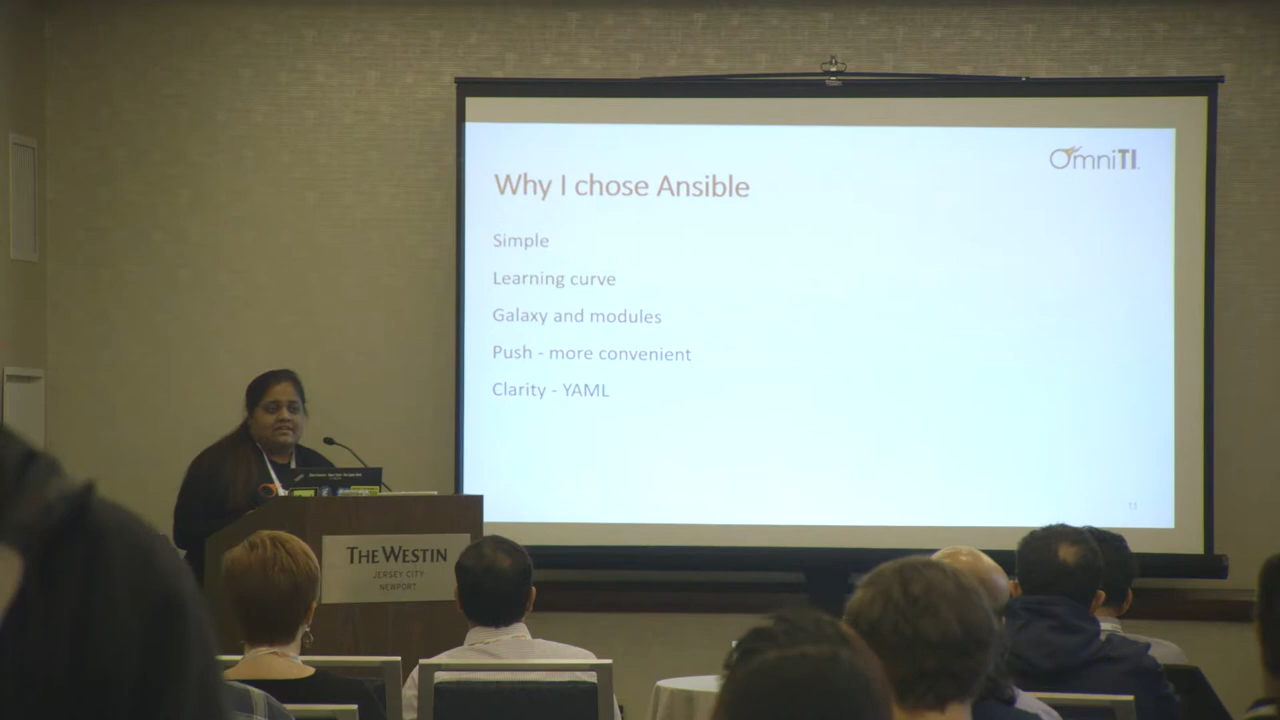 OmniTI
Why I chose Ansible
Simple
Learning curve
Galaxy and modules
Push - more convenient
Clarity - YAML
11
THE WESTIN
JERSEY CITY
NEWPORT